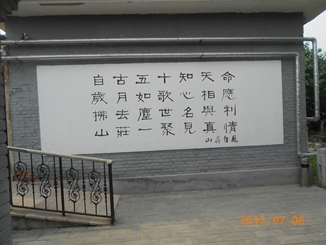 自古五十知天命
歲月如歌心相應
拂去塵世名與利
山莊一聚見真情